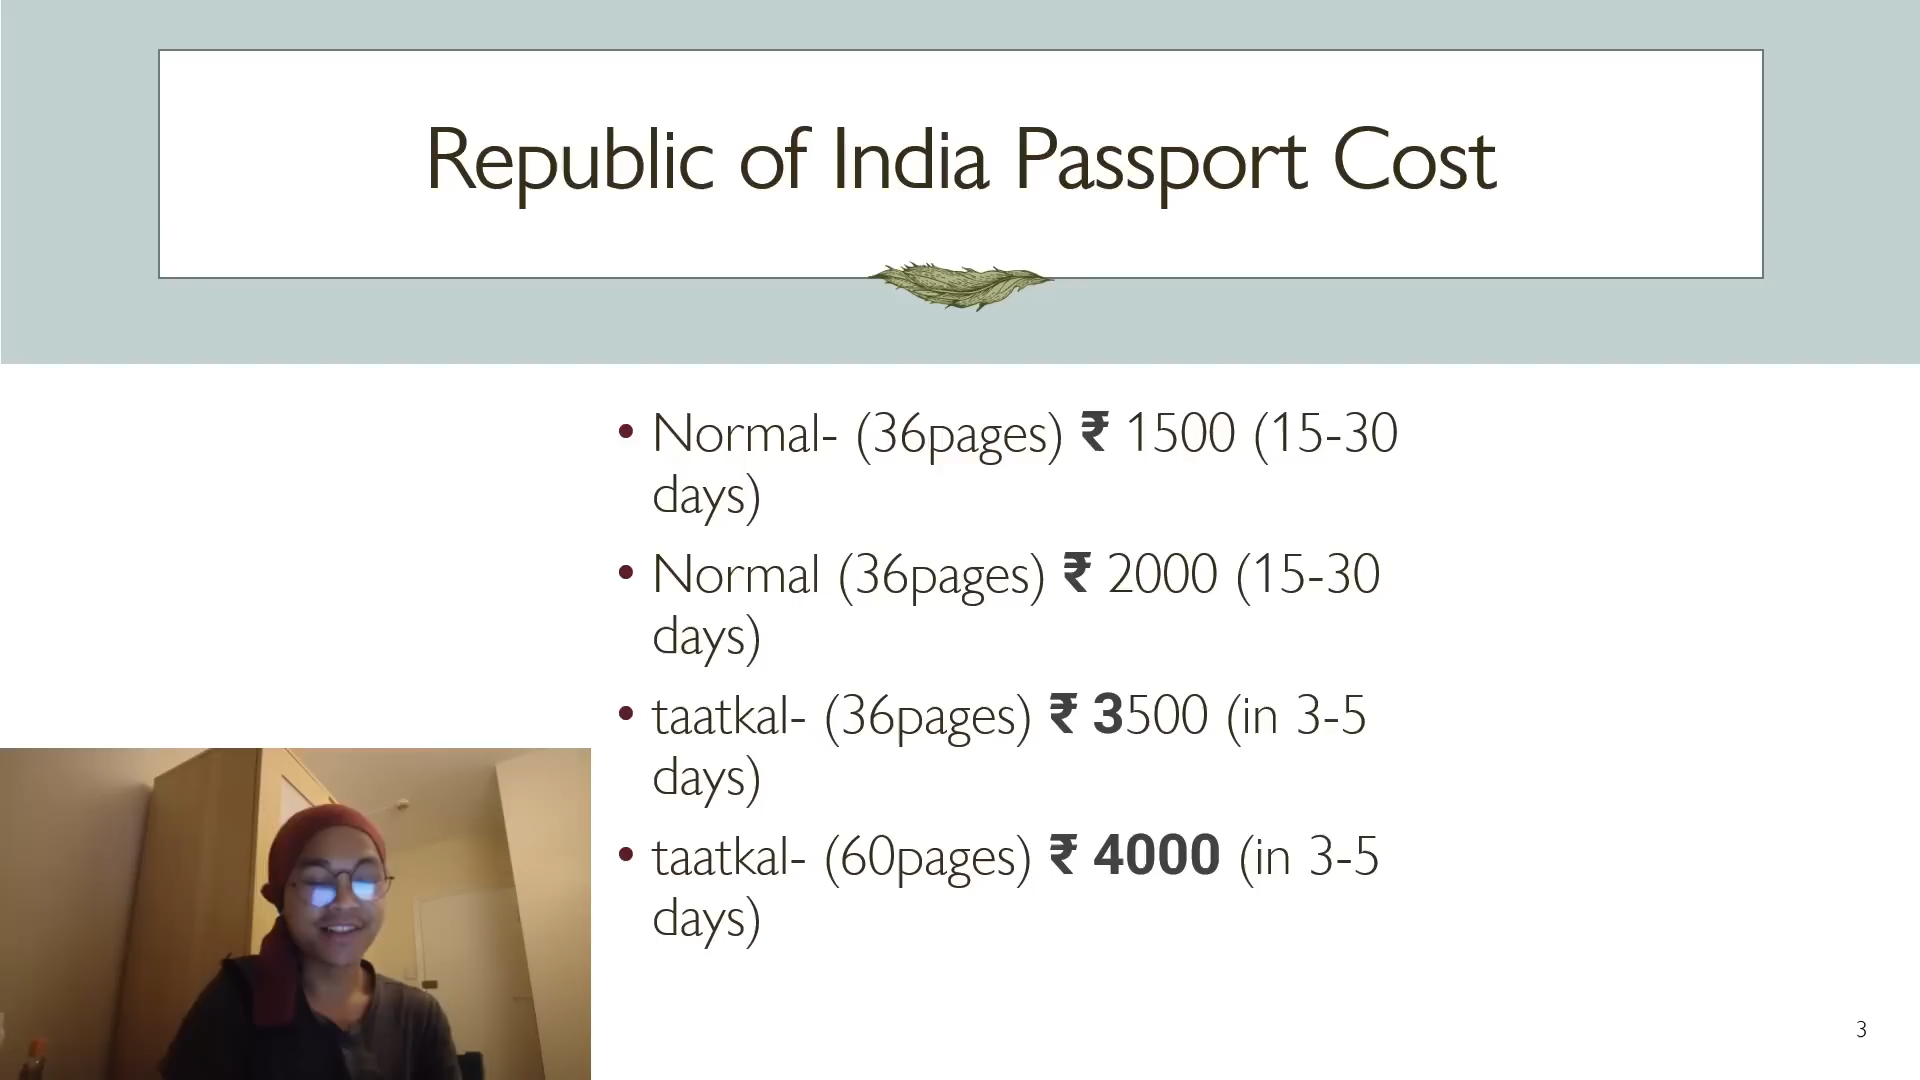 Republic of India Passport Cost
• Normal- (36pages) ₹ 1500 (15-30
days)
• Normal (36pages) ₹ 2000 (15-30
days)
• taatkal- (36pages) ₹ 3500 (in 3-5
days)
• taatkal- (60pages) ₹ 4000 (in 3-5
days)
3